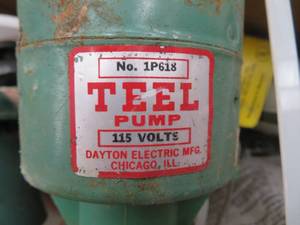 No. 1P618
TEEL
PUMP
115 VOLTS
DAYTON ELECTRIC MFG.
CHICAGO, ILL.